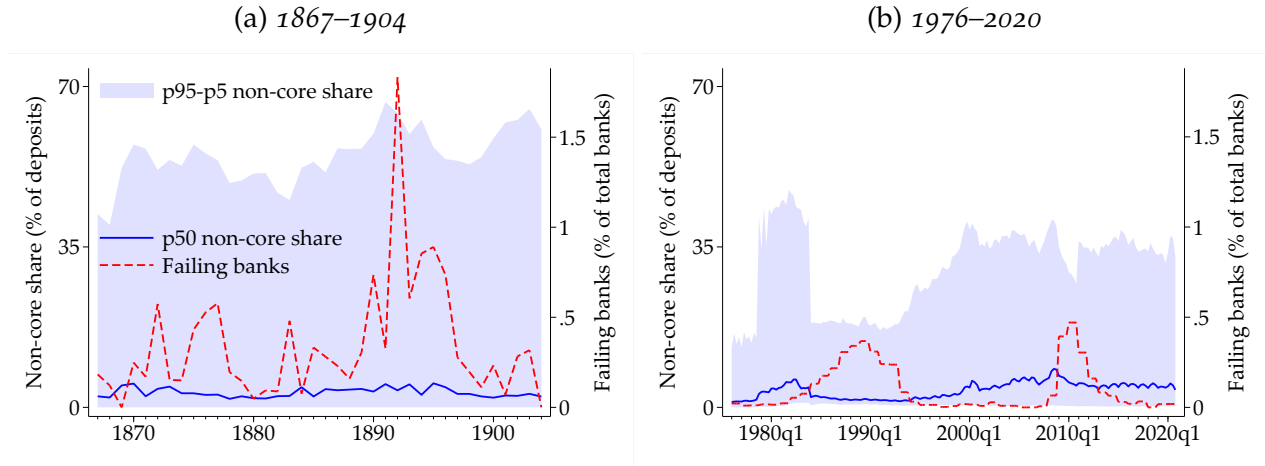 (a) 1867–1904
Non-core share (% of deposits)
70
35
0
p95-p5 non-core share
p50 non-core share
Failing banks
1.5
1
.5
0
Failing banks (% of total banks)
1870
1880
1890
1900
(b) 1976–2020
Non-core share (% of deposits)
70
35
0
1.5
1
.5
0
Failing banks (% of total banks)
1980q1
1990q1
2000q1
2010q1
2020q1